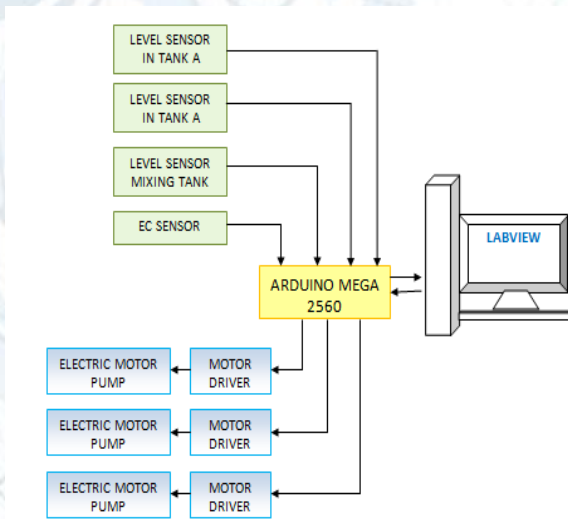 LEVEL SENSOR
IN TANK A
LEVEL SENSOR
IN TANK A
LEVEL SENSOR
MIXING TANK
EC SENSOR
LABVIEW
ARDUINO MEGA
2560
ELECTRIC MOTOR
PUMP
MOTOR
DRIVER
ELECTRIC MOTOR
PUMP
MOTOR
DRIVER
ELECTRIC MOTOR
PUMP
MOTOR
DRIVER